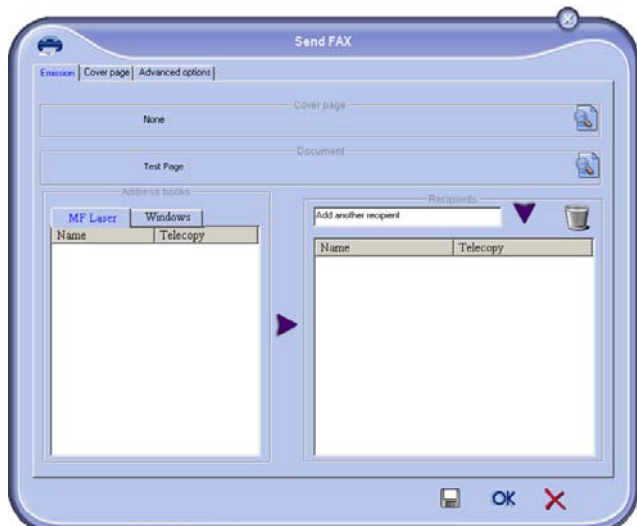 Send FAX
Emission Cover page Advanced options
Cover page
None
Document
Test Page
Address books
MF Laser Windows
Name Telecopy
Recipients
Add another recipient
Name Telecopy
OK